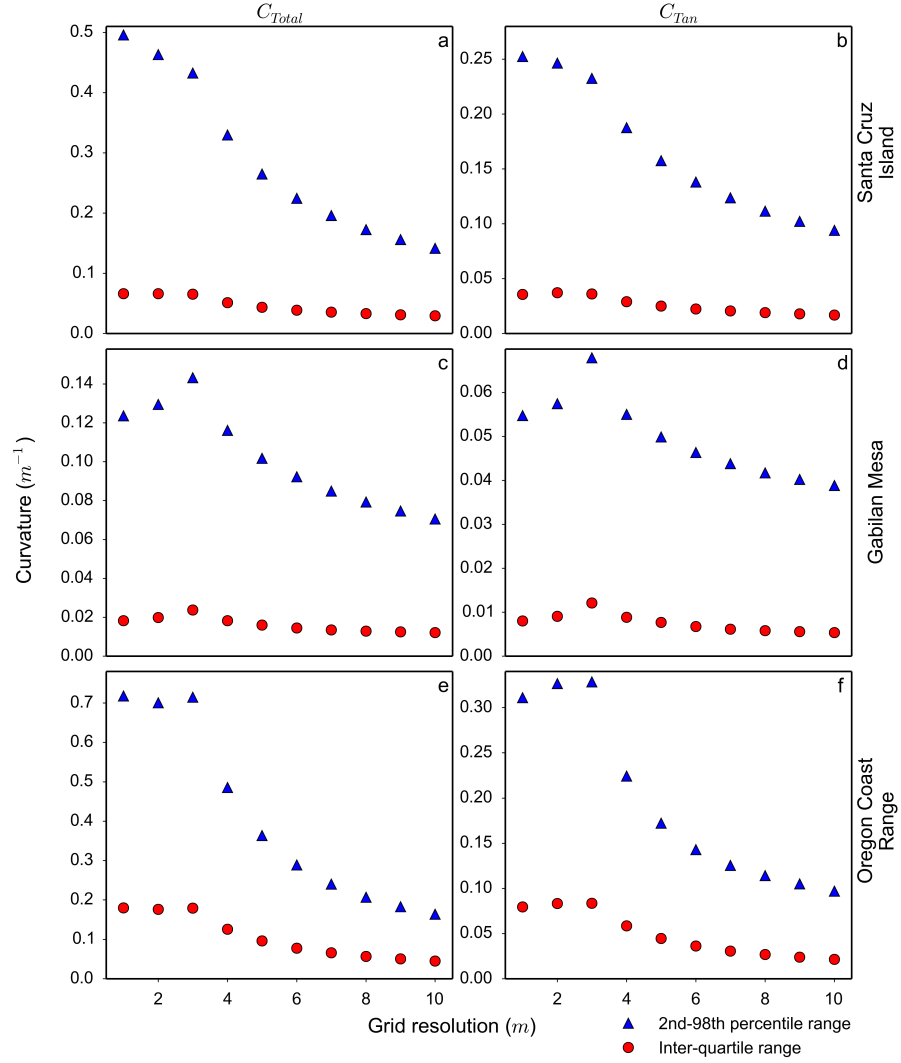 C_Total
C_Tan
a
0.5
0.4
0.3
0.2
0.1
0.0
b
0.25
0.20
0.15
0.10
0.05
0.00
Santa Cruz
Island
c
0.14
0.12
0.10
0.08
0.06
0.04
0.02
0.00
d
0.06
0.05
0.04
0.03
0.02
0.01
0.00
Gabilan Mesa
Curvature (m⁻¹)
e
0.7
0.6
0.5
0.4
0.3
0.2
0.1
0.0
2 4 6 8 10
f
0.30
0.25
0.20
0.15
0.10
0.05
0.00
2 4 6 8 10
Oregon Coast
Range
Grid resolution (m)
2nd-98th percentile range
Inter-quartile range